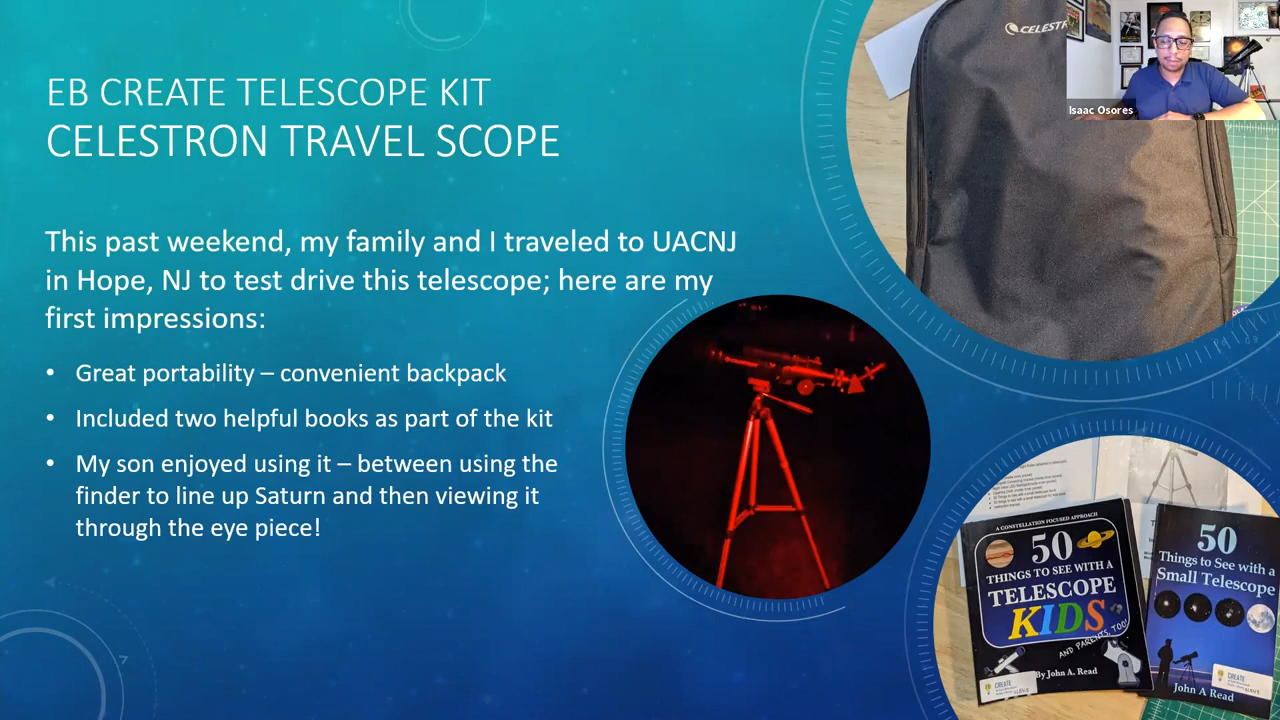 EB CREATE TELESCOPE KIT
CELESTRON TRAVEL SCOPE
This past weekend, my family and I traveled to UACNJ
in Hope, NJ to test drive this telescope; here are my
first impressions:
• Great portability – convenient backpack
• Included two helpful books as part of the kit
• My son enjoyed using it – between using the
finder to line up Saturn and then viewing it
through the eye piece!
CELESTR
Isaac Osores
A CONSTELLATION FOCUSED APPROACH
50
THINGS TO SEE WITH A
TELESCOPE
KIDS
AND PARENTS, TOO!
By John A. Read
CREATE
50
Things to See with a
Small Telescope
John A Read
CREATE